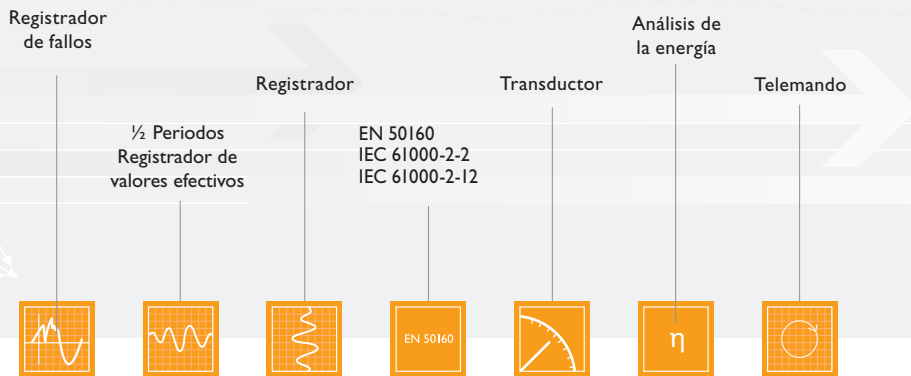 Registrador
de fallos
½ Periodos
Registrador de
valores efectivos
Registrador
EN 50160
IEC 61000-2-2
IEC 61000-2-12
Transductor
Análisis de
la energía
Telemando
EN 50160
η